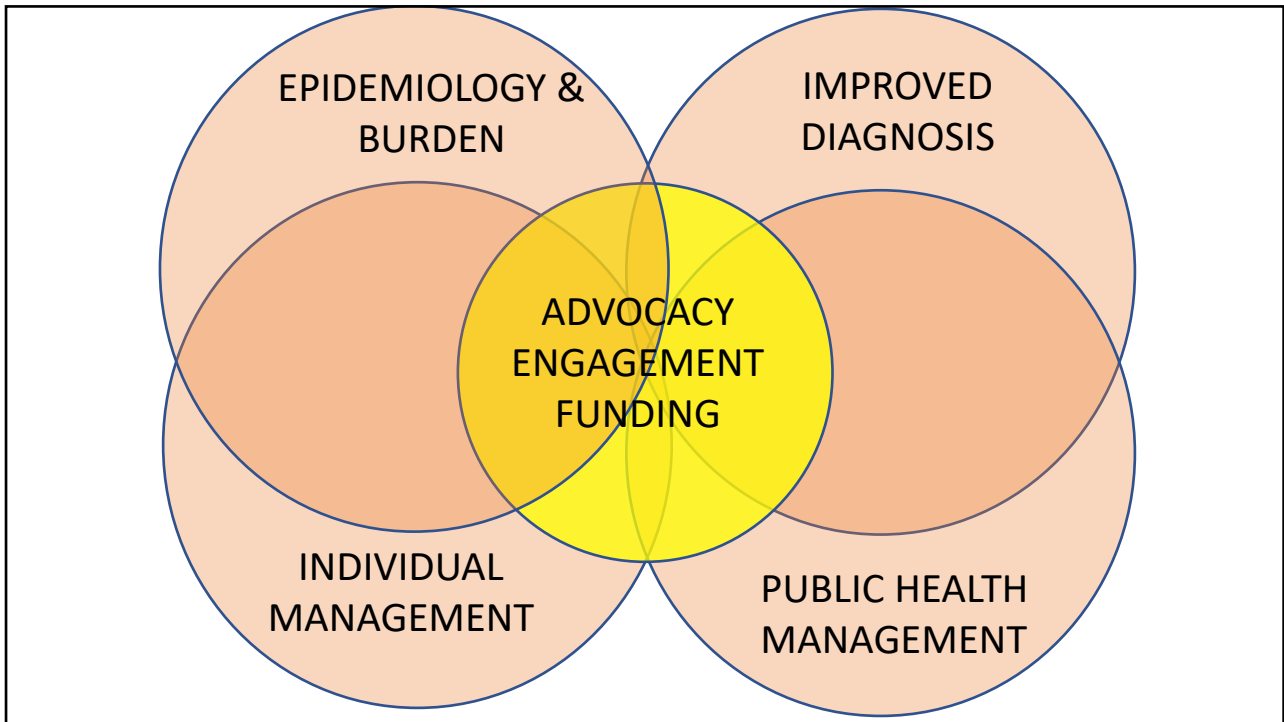 EPIDEMIOLOGY &
BURDEN
IMPROVED
DIAGNOSIS
ADVOCACY
ENGAGEMENT
FUNDING
INDIVIDUAL
MANAGEMENT
PUBLIC HEALTH
MANAGEMENT